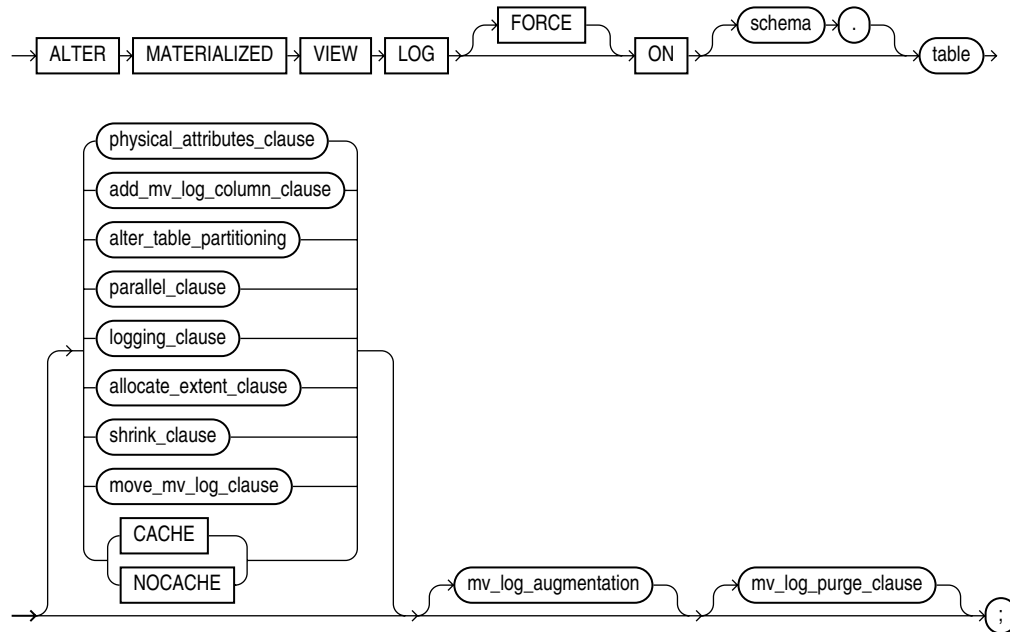 ALTER MATERIALIZED VIEW LOG FORCE ON schema . table
physical_attributes_clause
add_mv_log_column_clause
alter_table_partitioning
parallel_clause
logging_clause
allocate_extent_clause
shrink_clause
move_mv_log_clause
CACHE
NOCACHE
mv_log_augmentation mv_log_purge_clause ;